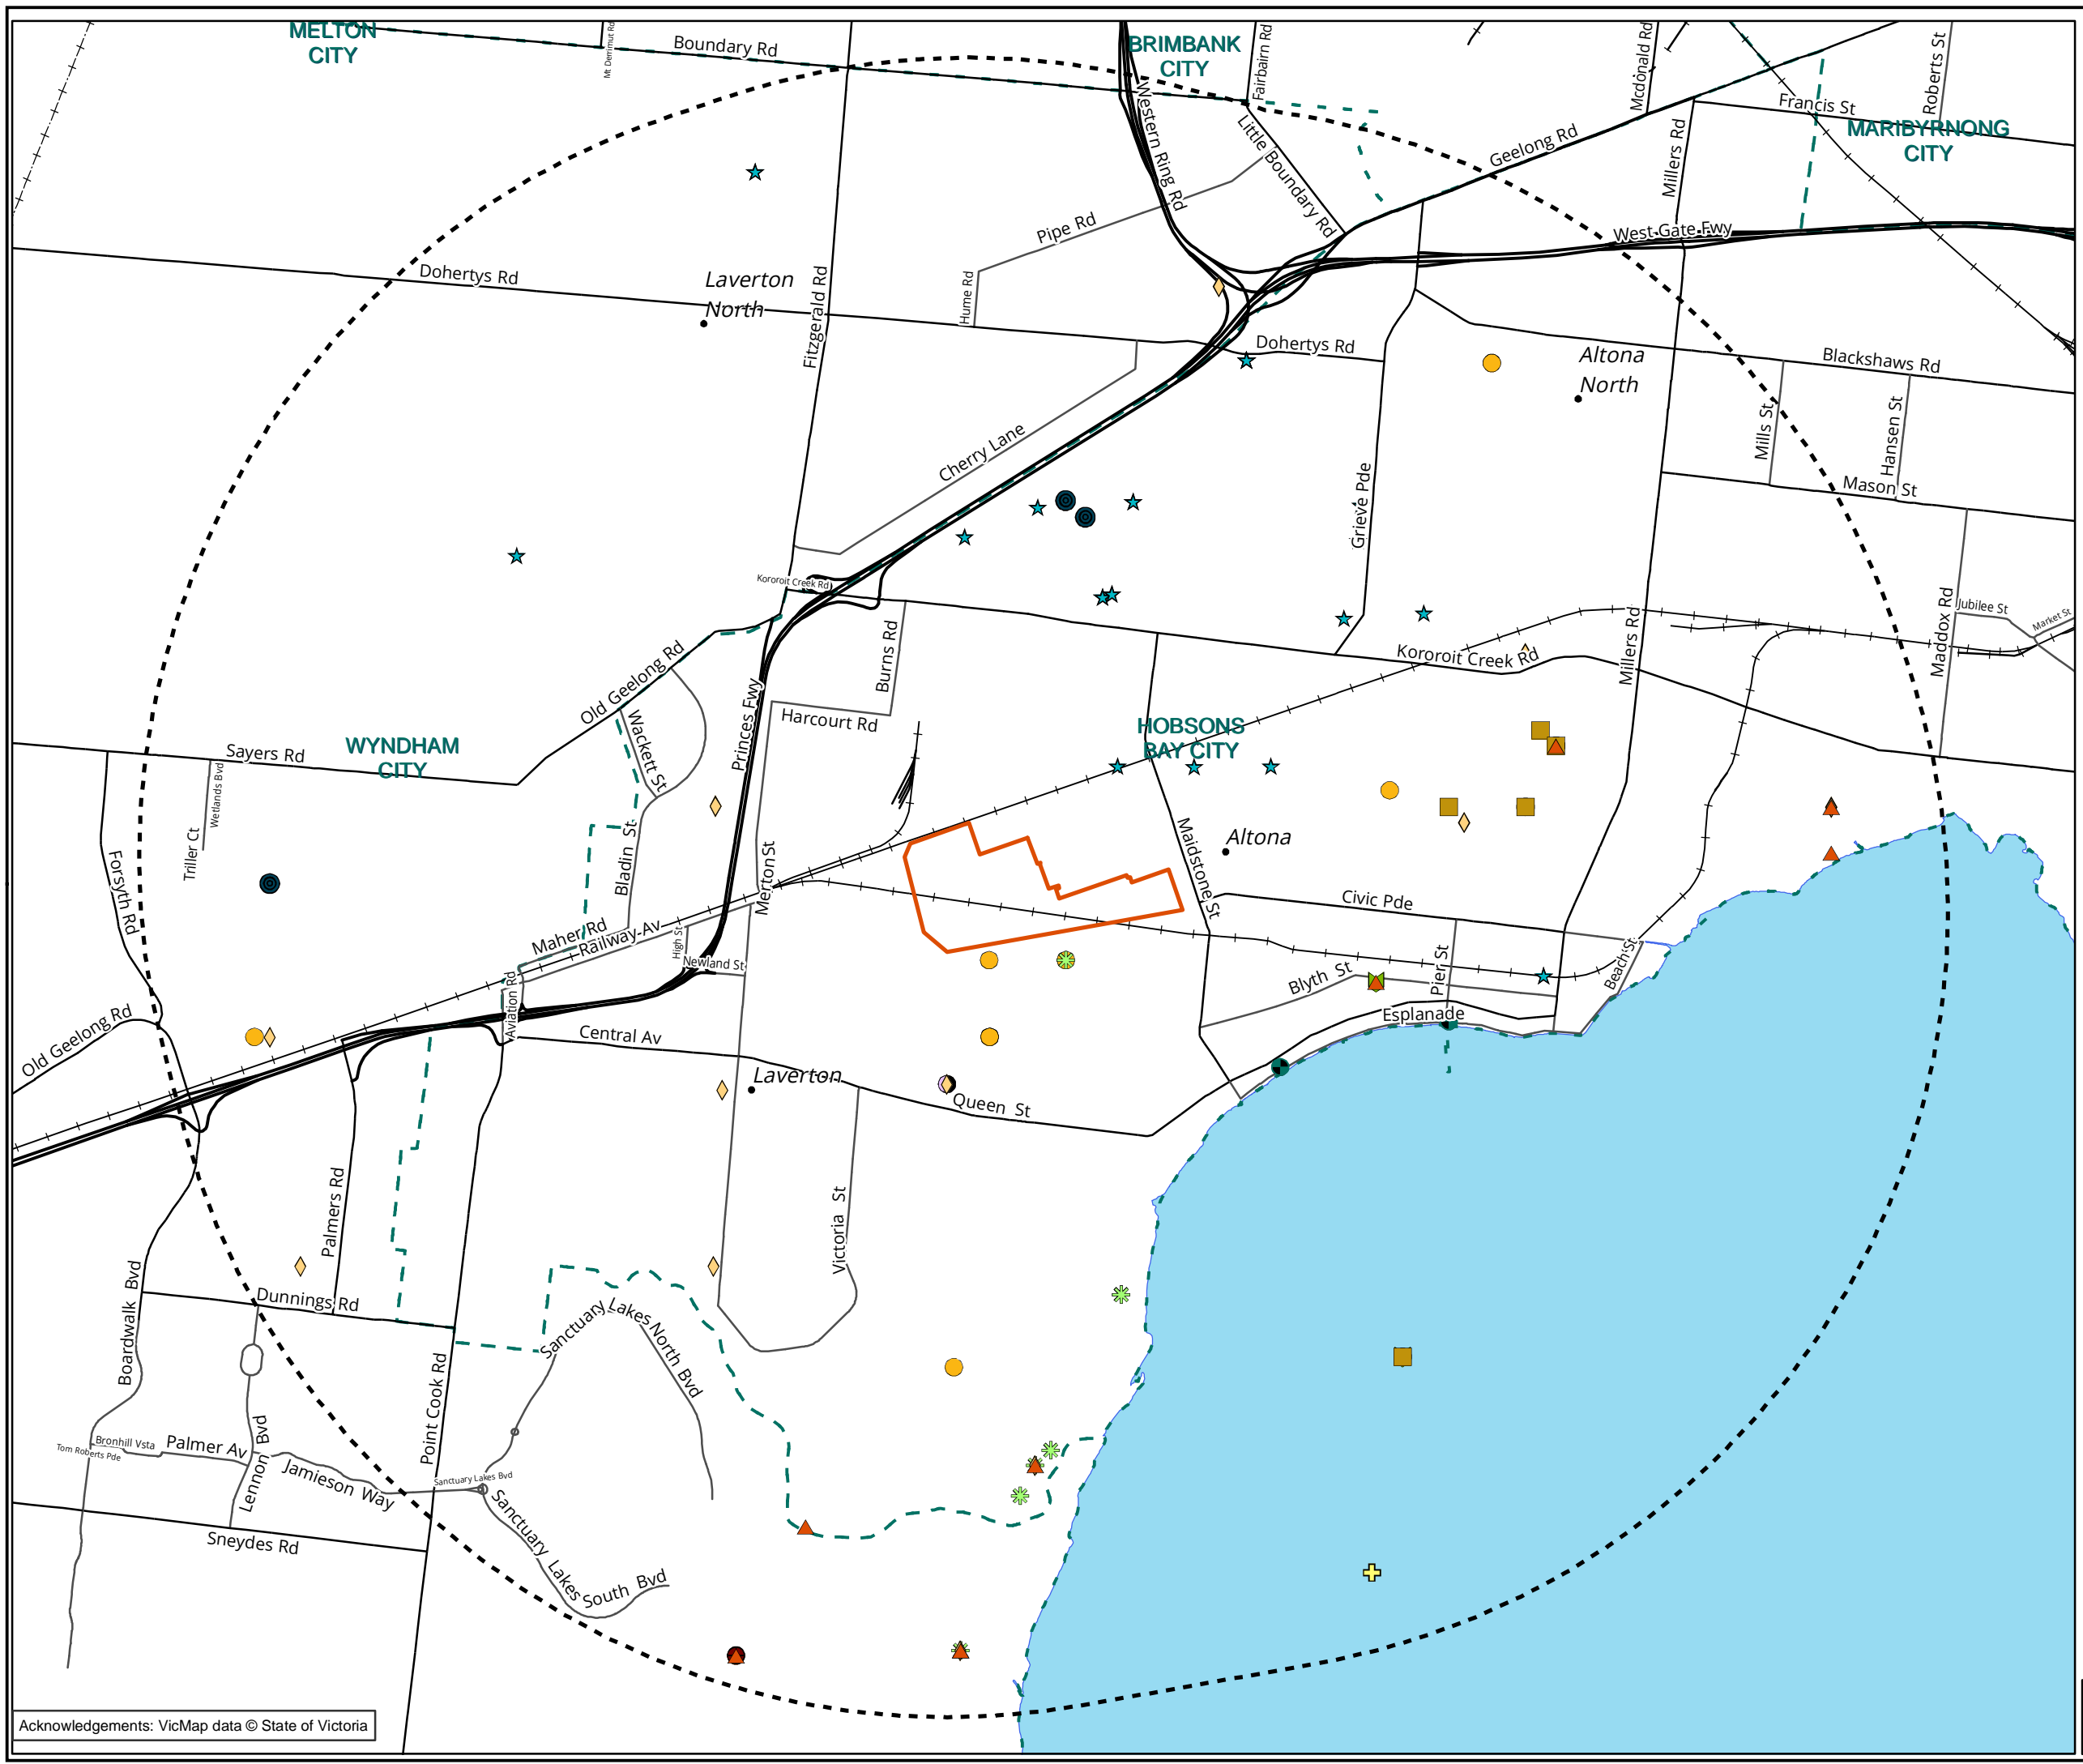 MELTON
CITY
Mt Derrimut Rd
Boundary Rd
BRIMBANK
CITY
Fairbairn Rd
Mcdonald Rd
Roberts St
Francis St
MARIBYRNONG
CITY
Western Ring Rd
Little Boundary Rd
Geelong Rd
Millers Rd
West Gate Fwy
Pipe Rd
Dohertys Rd
Laverton
North
Fitzgerald Rd
Hume Rd
Dohertys Rd
Altona
North
Blackshaws Rd
Mills St
Hansen St
Mason St
Cherry Lane
Grieve Pde
Kororoit Creek Rd
Burns Rd
Old Geelong Rd
Wackett St
Princes Fwy
Harcourt Rd
Kororoit Creek Rd
Millers Rd
Maddox Rd
Jubilee St
Market St
HOBSONS
BAY CITY
Sayers Rd
WYNDHAM
CITY
Wetlands Bvd
Triller Ct
Forsyth Rd
Bladin St
Merton St
Maidstone St
Altona
Civic Pde
Maher Rd
Railway Av
High St
Newland St
Aviation Rd
Blyth St
Pier St
Beach St
Esplanade
Old Geelong Rd
Central Av
Laverton
Queen St
Palmers Rd
Victoria St
Boardwalk Bvd
Dunnings Rd
Sanctuary Lakes North Bvd
Point Cook Rd
Bronhill Vsta
Tom Roberts Pde
Palmer Av
Lennon Bvd
Jamieson Way
Sanctuary Lakes Bvd
Sanctuary Lakes South Bvd
Sneydes Rd
Acknowledgements: VicMap data © State of Victoria